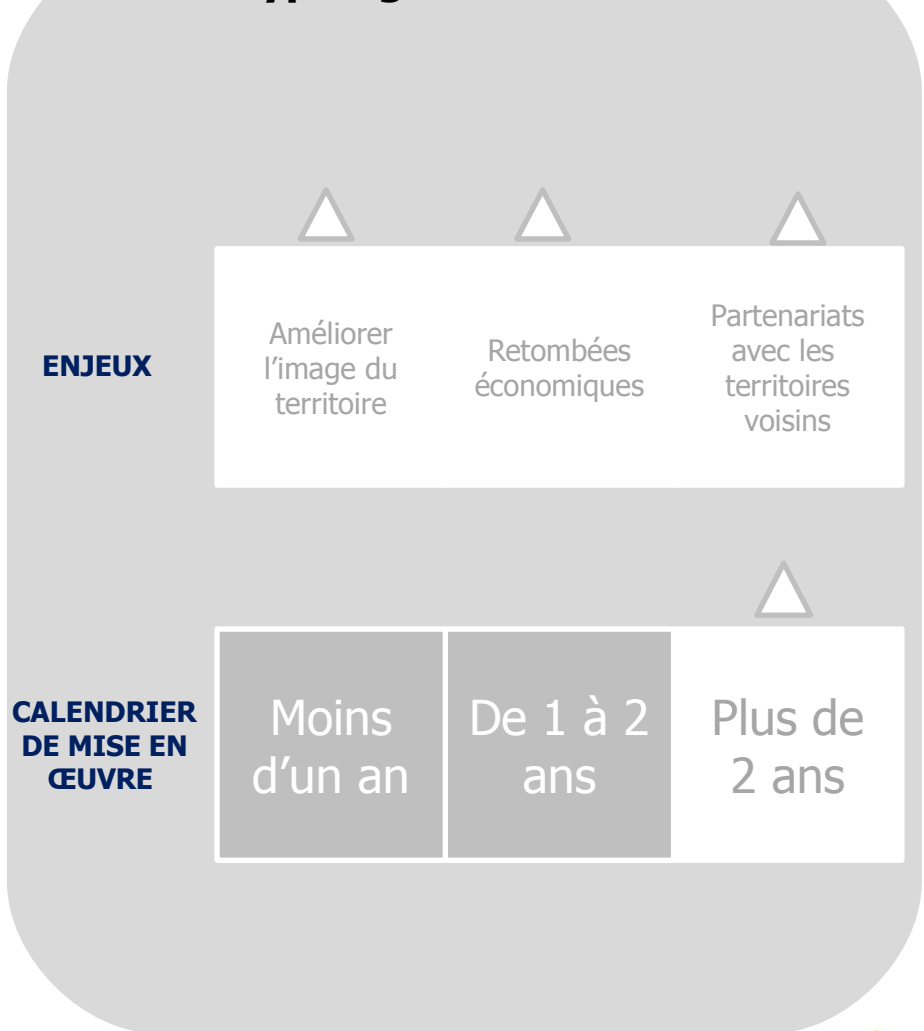 ENJEUX
Améliorer
l'image du
territoire
Retombées
économiques
Partenariats
avec les
territoires
voisins
CALENDRIER
DE MISE EN
ŒUVRE
Moins
d'un an
De 1 à 2
ans
Plus de
2 ans